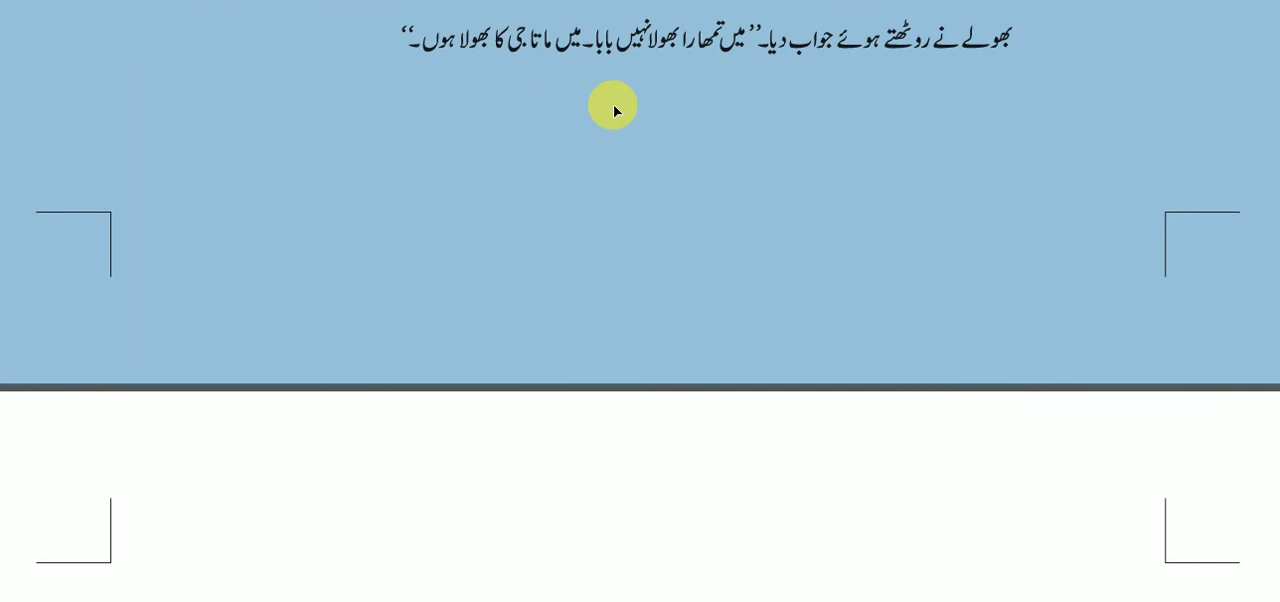 بھولے نے روٹھتے ہوئے جواب دیا۔’’ میں تمھارا بھولا نہیں بابا۔ میں ماتا جی کا بھولا ہوں۔‘‘